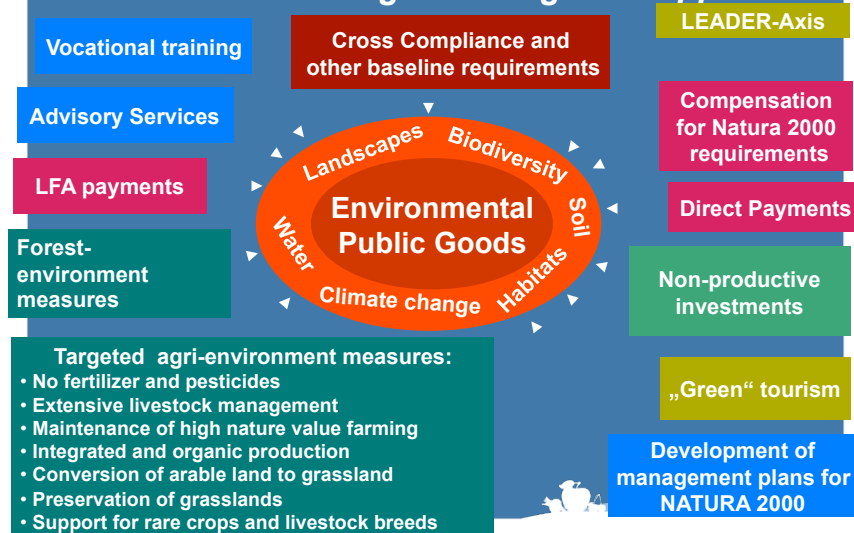 LEADER-Axis
Vocational training
Cross Compliance and
other baseline requirements
Advisory Services
Compensation
for Natura 2000
requirements
LFA payments
Direct Payments
Landscapes
Biodiversity
Soil
Habitats
Climate change
Water
Environmental
Public Goods
Forest-
environment
measures
Non-productive
investments
Targeted agri-environment measures:
• No fertilizer and pesticides
• Extensive livestock management
• Maintenance of high nature value farming
• Integrated and organic production
• Conversion of arable land to grassland
• Preservation of grasslands
• Support for rare crops and livestock breeds
„Green“ tourism
Development of
management plans for
NATURA 2000